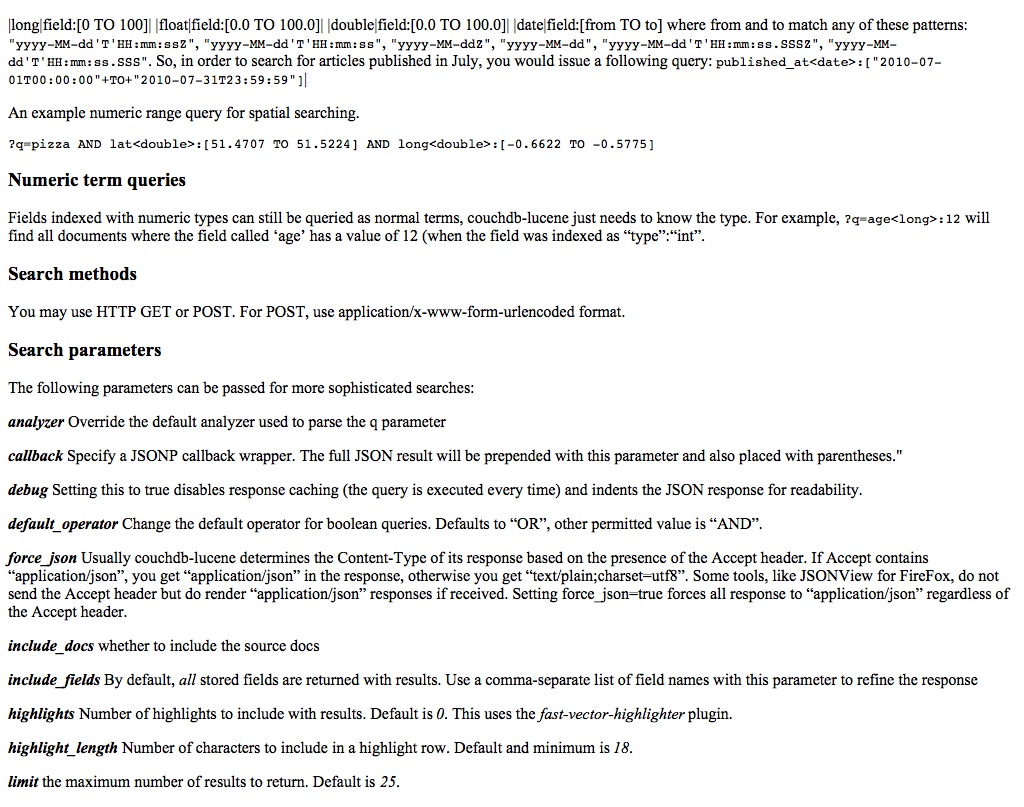 |long|field:[0 TO 100]| |float|field:[0.0 TO 100.0]| |double|field:[0.0 TO 100.0]| |date|field:[from TO to] where from and to match any of these patterns:
"yyyy-MM-dd'T'HH:mm:ssZ", "yyyy-MM-dd'T'HH:mm:ss", "yyyy-MM-ddZ", "yyyy-MM-dd", "yyyy-MM-dd'T'HH:mm:ss.SSSZ", "yyyy-MM-
dd'T'HH:mm:ss.SSS". So, in order to search for articles published in July, you would issue a following query: published_at<date>:["2010-07-
01T00:00:00"+TO+"2010-07-31T23:59:59"]|
An example numeric range query for spatial searching.
?q=pizza AND lat<double>:[51.4707 TO 51.5224] AND long<double>:[-0.6622 TO -0.5775]
Numeric term queries
Fields indexed with numeric types can still be queried as normal terms, couchdb-lucene just needs to know the type. For example, ?q=age<long>:12 will
find all documents where the field called ‘age’ has a value of 12 (when the field was indexed as “type”:“int”.
Search methods
You may use HTTP GET or POST. For POST, use application/x-www-form-urlencoded format.
Search parameters
The following parameters can be passed for more sophisticated searches:
analyzer Override the default analyzer used to parse the q parameter
callback Specify a JSONP callback wrapper. The full JSON result will be prepended with this parameter and also placed with parentheses."
debug Setting this to true disables response caching (the query is executed every time) and indents the JSON response for readability.
default_operator Change the default operator for boolean queries. Defaults to “OR”, other permitted value is “AND”.
force_json Usually couchdb-lucene determines the Content-Type of its response based on the presence of the Accept header. If Accept contains
“application/json”, you get “application/json” in the response, otherwise you get “text/plain;charset=utf8”. Some tools, like JSONView for FireFox, do not
send the Accept header but do render “application/json” responses if received. Setting force_json=true forces all response to “application/json” regardless of
the Accept header.
include_docs whether to include the source docs
include_fields By default, all stored fields are returned with results. Use a comma-separate list of field names with this parameter to refine the response
highlights Number of highlights to include with results. Default is 0. This uses the fast-vector-highlighter plugin.
highlight_length Number of characters to include in a highlight row. Default and minimum is 18.
limit the maximum number of results to return. Default is 25.